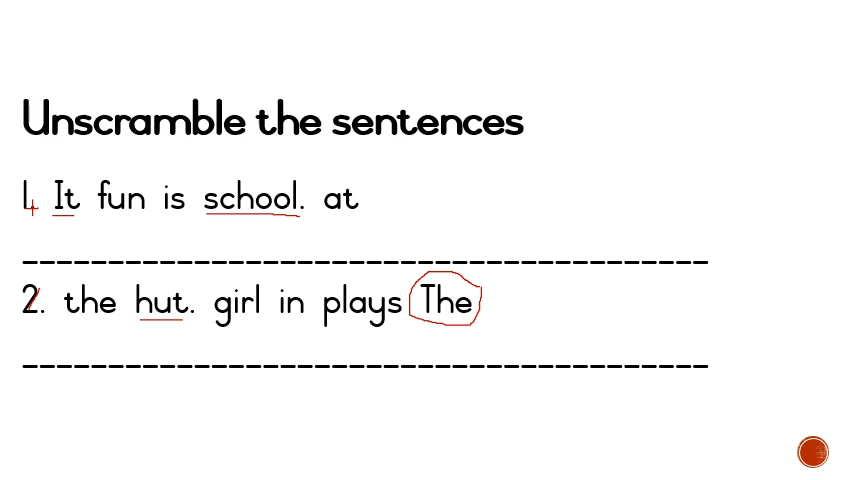 Unscramble the sentences
1. It fun is school. at
2. the hut. girl in plays The